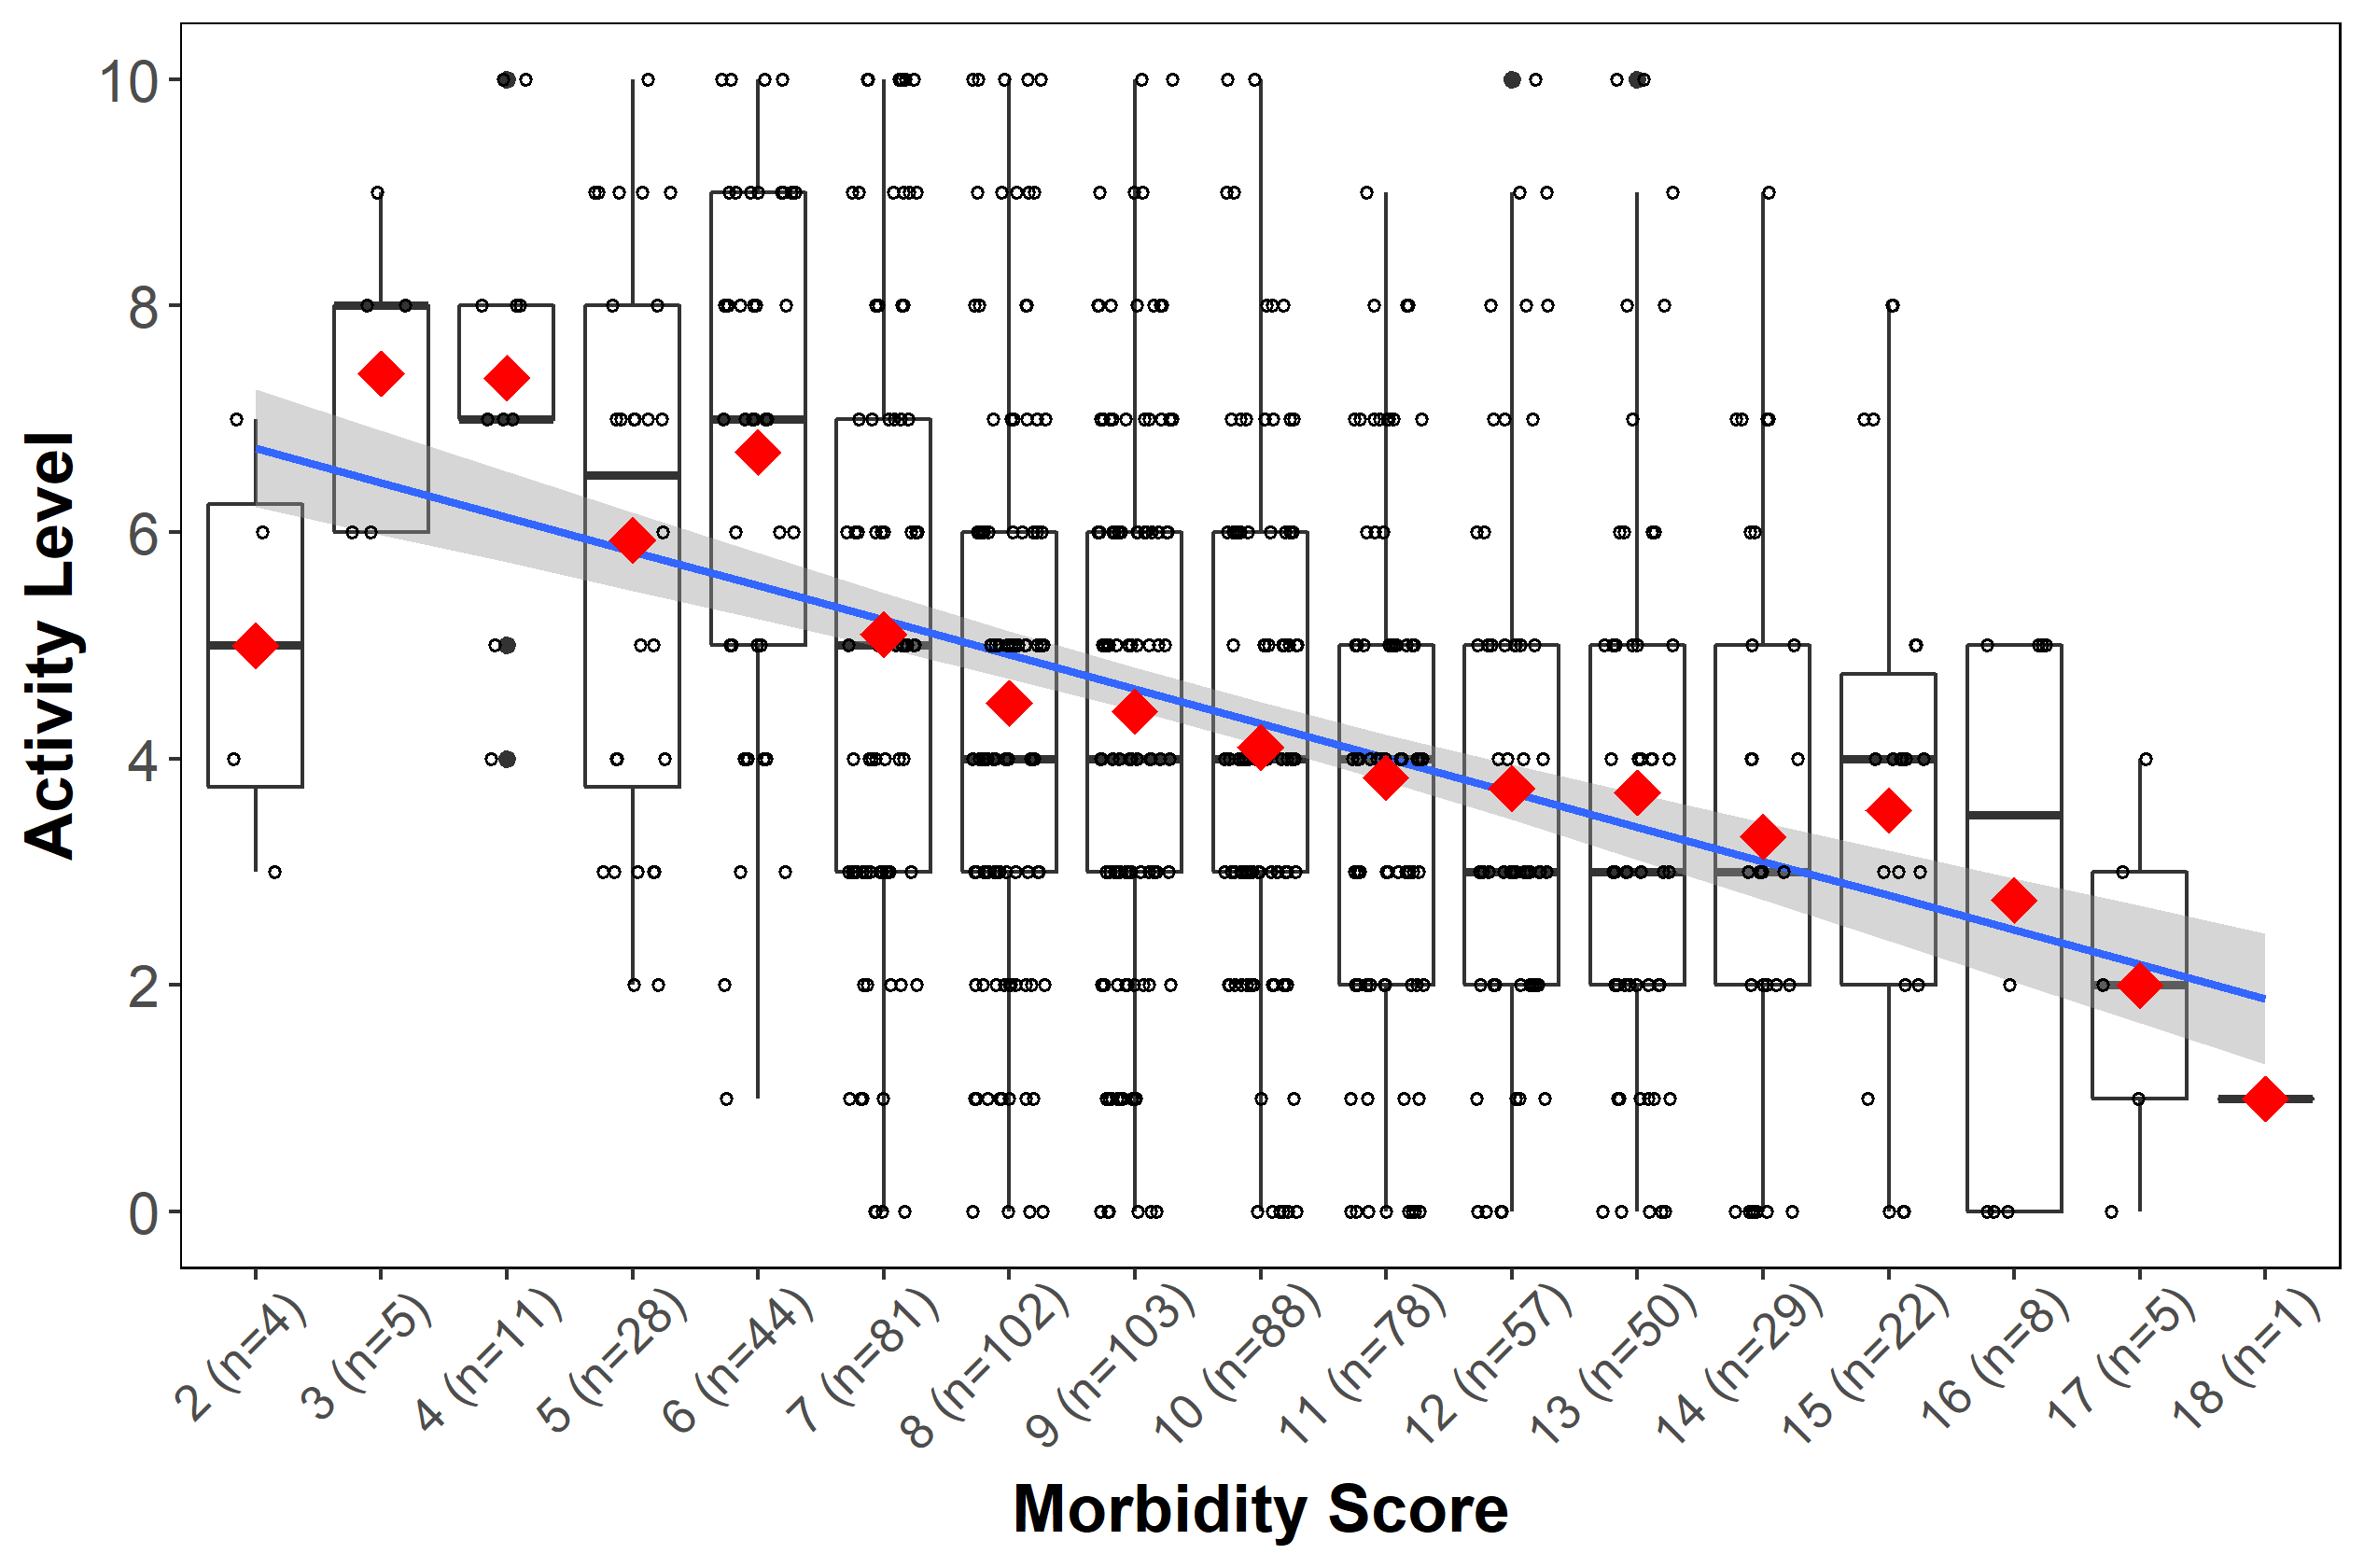 Activity Level
10
8
6
4
2
0
2 (n=4)
3 (n=5)
4 (n=11)
5 (n=28)
6 (n=44)
7 (n=81)
8 (n=102)
9 (n=103)
10 (n=88)
11 (n=78)
12 (n=57)
13 (n=50)
14 (n=29)
15 (n=22)
16 (n=8)
17 (n=5)
18 (n=1)
Morbidity Score